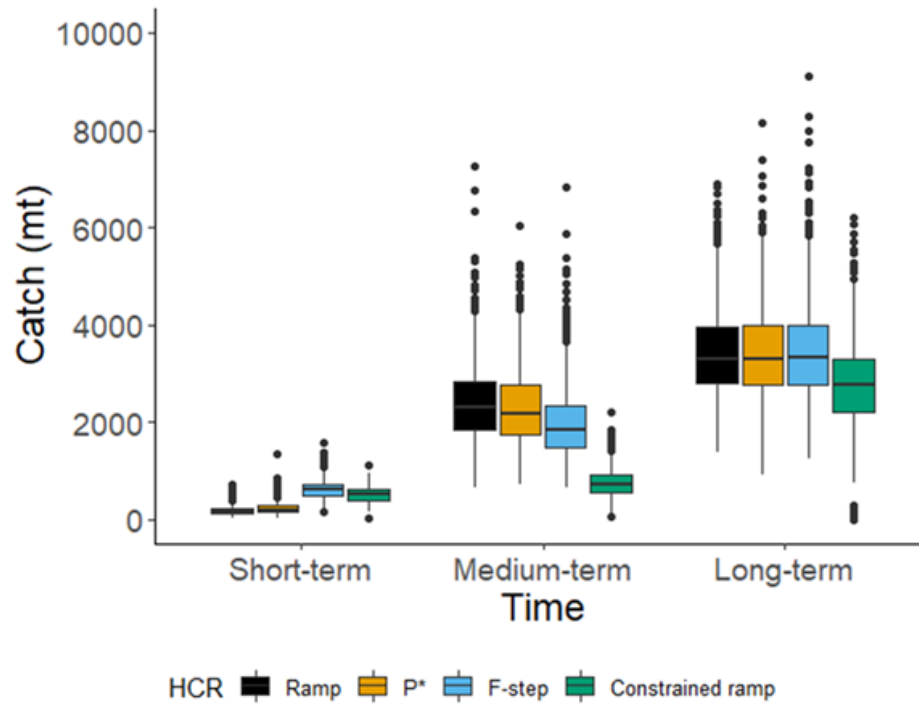 10000
8000
6000
4000
2000
0
Catch (mt)
Short-term Medium-term Long-term
Time
HCR Ramp P* F-step Constrained ramp